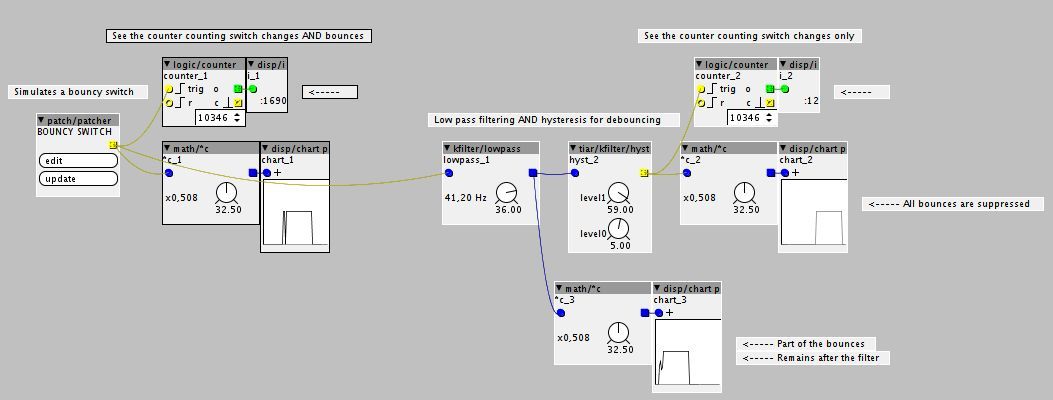 See the counter counting switch changes AND bounces
See the counter counting switch changes only
logic/counter
disp/i
counter_1
i_1
trig o
r c
:1690
10346
<-----
logic/counter
disp/i
counter_2
i_2
trig o
r c
:12
10346
<-----
Simulates a bouncy switch
patch/patcher
BOUNCY SWITCH
edit
update
Low pass filtering AND hysteresis for debouncing
math/*c
disp/chart p
*c_1
chart_1
+
x0,508
32.50
kfilter/lowpass
lowpass_1
41,20 Hz
36.00
tiar/kfilter/hyst
hyst_2
level1
59.00
level0
5.00
math/*c
disp/chart p
*c_2
chart_2
+
x0,508
32.50
<----- All bounces are suppressed
math/*c
disp/chart p
*c_3
chart_3
+
x0,508
32.50
<----- Part of the bounces
<----- Remains after the filter